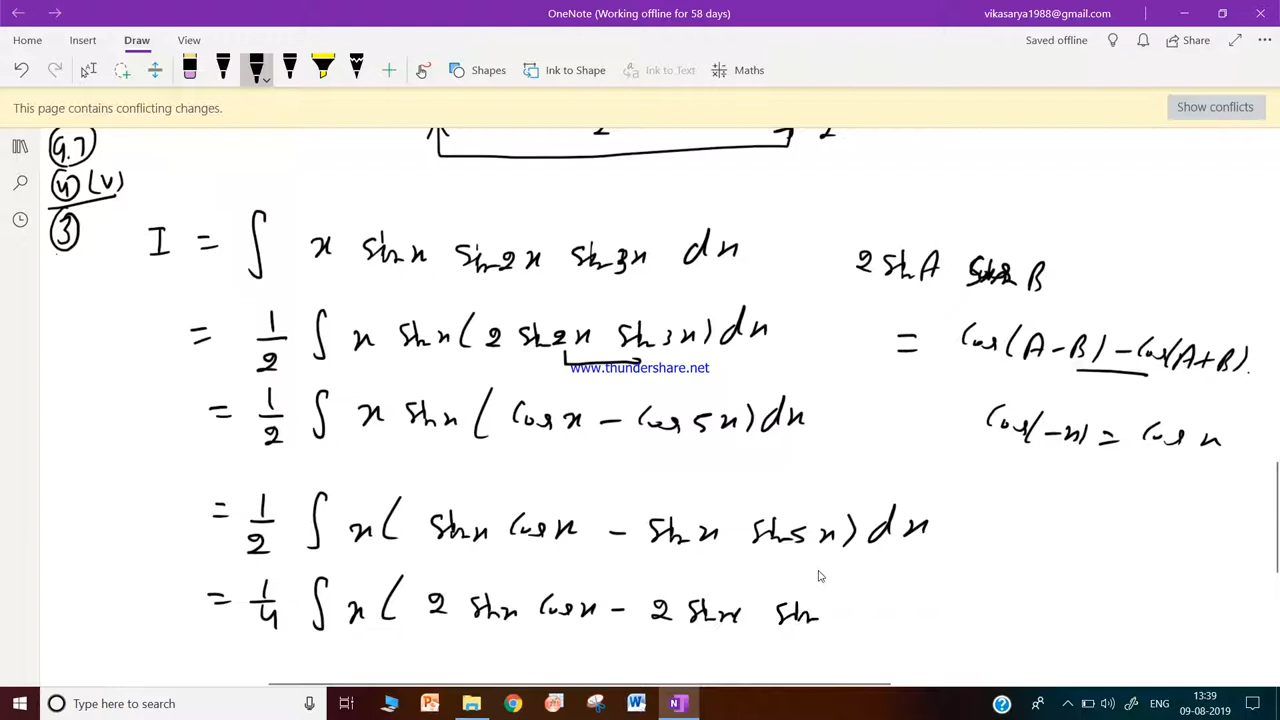 OneNote (Working offline for 58 days)
vikasarya1988@gmail.com
Home Insert Draw View
Saved offline Share
Shapes Ink to Shape Ink to Text Maths
This page contains conflicting changes. Show conflicts
9.7
4 (v)
3
I = ∫ x sin x sin 2x sin 3x dx
2 sin A sin B
= 1/2 ∫ x sin x (2 sin 2x sin 3x) dx
= cos(A-B) - cos(A+B).
www.thundershare.net
= 1/2 ∫ x sin x (cos x - cos 5x) dx
cos(-x) = cos x
= 1/2 ∫ x (sin x cos x - sin x sin 5x) dx
= 1/4 ∫ x (2 sin x cos x - 2 sin x sin
Type here to search
ENG
13:39
09-08-2019